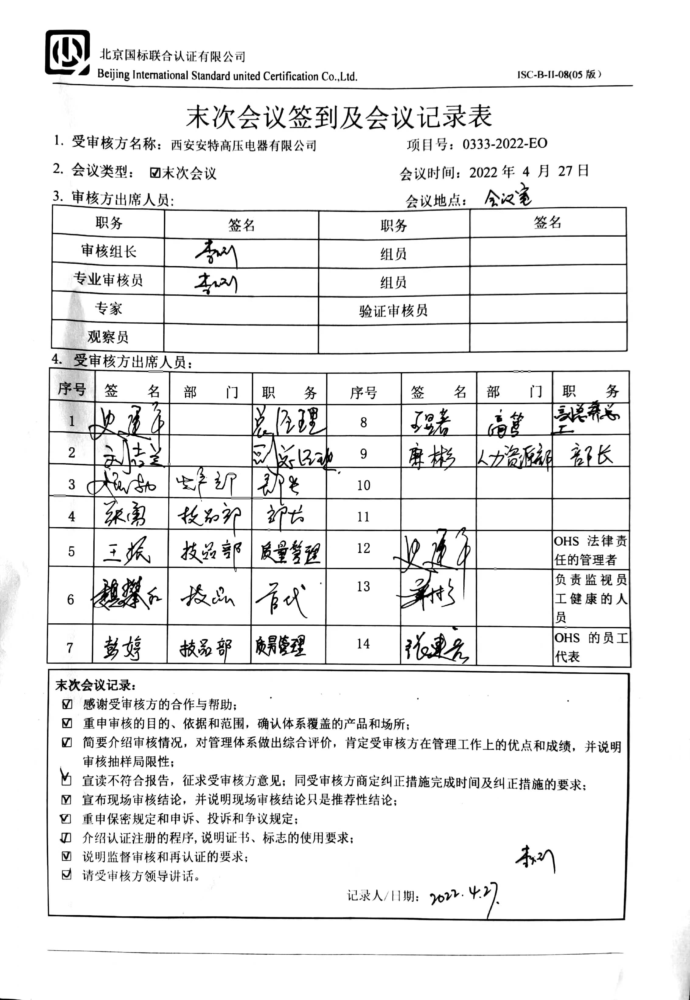 北京国标联合认证有限公司
Beijing International Standard united Certification Co.,Ltd.
ISC-B-II-08(05 版)
末次会议签到及会议记录表
1. 受审核方名称: 西安安特高压电器有限公司 项目号: 0333-2022-EO
2. 会议类型: ☑末次会议 会议时间: 2022 年 4 月 27 日
3. 审核方出席人员: 会议地点: 会议室
职务 签名 职务 签名
审核组长 组员
专业审核员 组员
专家 验证审核员
观察员
4. 受审核方出席人员:
序号 签 名 部 门 职 务 序号 签 名 部 门 职 务
1 总经理 8 高管
2 副总经理 9 康彬 人力资源部 部长
3 部长 10
4 张勇 技品部 部长 11
5 王振 技品部 质量管理 12 OHS 法律责任的管理者
6 魏攀红 技品 管代 13 康彬 负责监视员工健康的人员
7 彭婷 技品部 质量管理 14 OHS 的员工代表
末次会议记录:
☑ 感谢受审核方的合作与帮助;
☑ 重申审核的目的、依据和范围,确认体系覆盖的产品和场所;
☑ 简要介绍审核情况,对管理体系做出综合评价,肯定受审核方在管理工作上的优点和成绩,并说明
审核抽样局限性;
☑ 宣读不符合报告,征求受审核方意见;同受审核方商定纠正措施完成时间及纠正措施的要求;
☑ 宣布现场审核结论,并说明现场审核结论只是推荐性结论;
☑ 重申保密规定和申诉、投诉和争议规定;
☑ 介绍认证注册的程序,说明证书、标志的使用要求;
☑ 说明监督审核和再认证的要求;
☑ 请受审核方领导讲话。
记录人/日期: 2022.4.27.